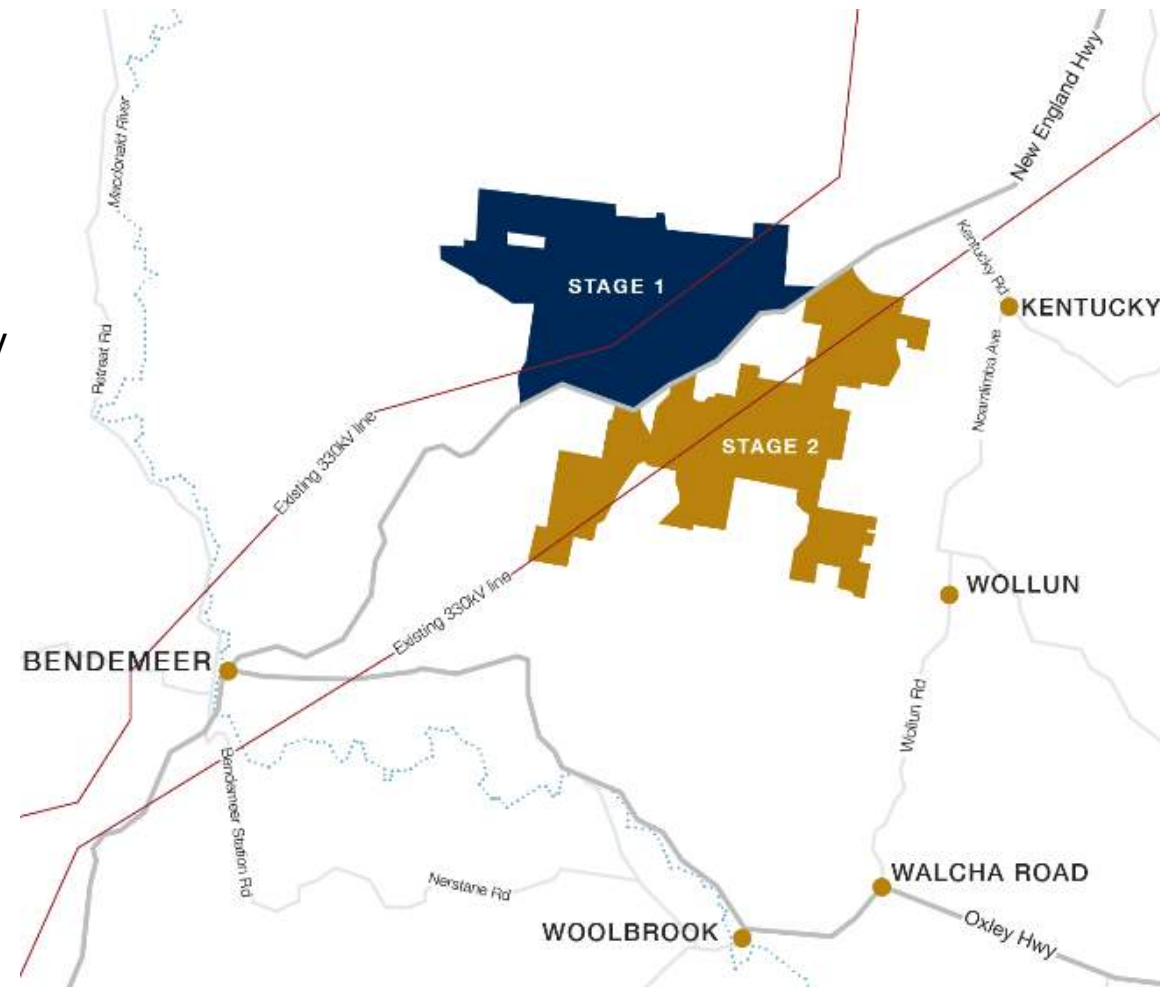 New England Hwy
Macdonald River
STAGE 1
Kentucky Rd
KENTUCKY
Retreat Rd
Noamlimba Ave
Existing 330kV line
STAGE 2
WOLLUN
Existing 330kV line
BENDEMEER
Wollun Rd
Bendemeer Station Rd
WALCHA ROAD
Nerstane Rd
WOOLBROOK
Oxley Hwy